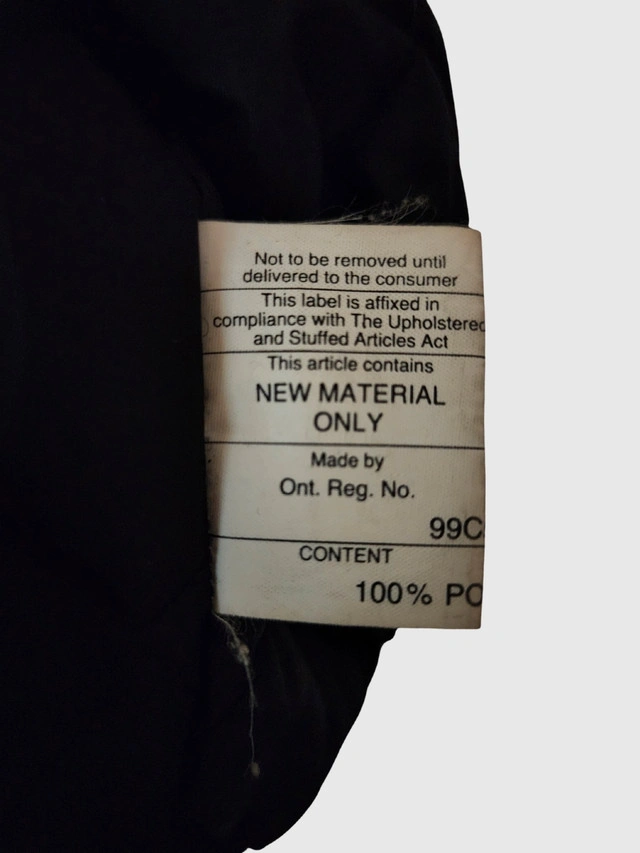 Not to be removed until
delivered to the consumer
This label is affixed in
compliance with The Upholstered
and Stuffed Articles Act
This article contains
NEW MATERIAL
ONLY
Made by
Ont. Reg. No.
99C
CONTENT
100% PO